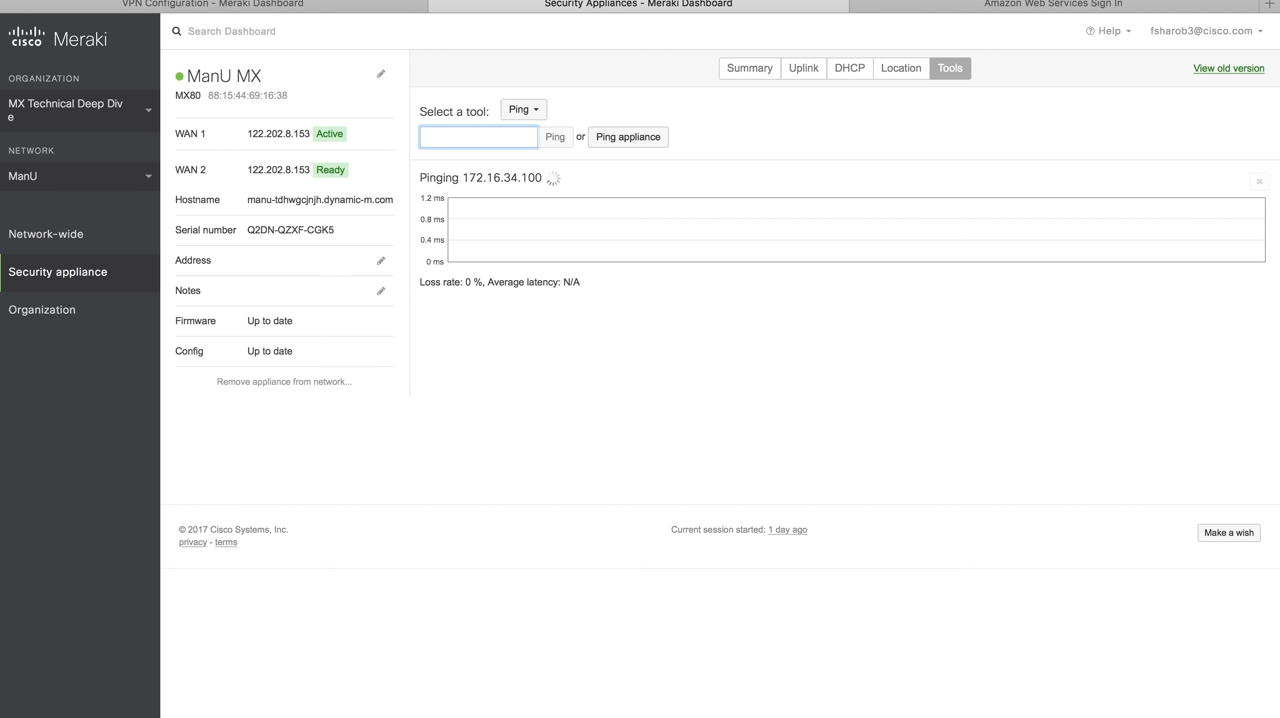 VPN Configuration - Meraki Dashboard
Security Appliances - Meraki Dashboard
Amazon Web Services Sign In
cisco Meraki
Search Dashboard
Help
fsharob3@cisco.com
ORGANIZATION
MX Technical Deep Div
e
NETWORK
ManU
Network-wide
Security appliance
Organization
ManU MX
MX80 88:15:44:69:16:38
WAN 1 122.202.8.153 Active
WAN 2 122.202.8.153 Ready
Hostname manu-tdhwgcjnjh.dynamic-m.com
Serial number Q2DN-QZXF-CGK5
Address
Notes
Firmware Up to date
Config Up to date
Remove appliance from network...
Summary Uplink DHCP Location Tools
View old version
Select a tool: Ping
Ping or Ping appliance
Pinging 172.16.34.100
1.2 ms
0.8 ms
0.4 ms
0 ms
Loss rate: 0 %, Average latency: N/A
© 2017 Cisco Systems, Inc.
privacy - terms
Current session started: 1 day ago
Make a wish